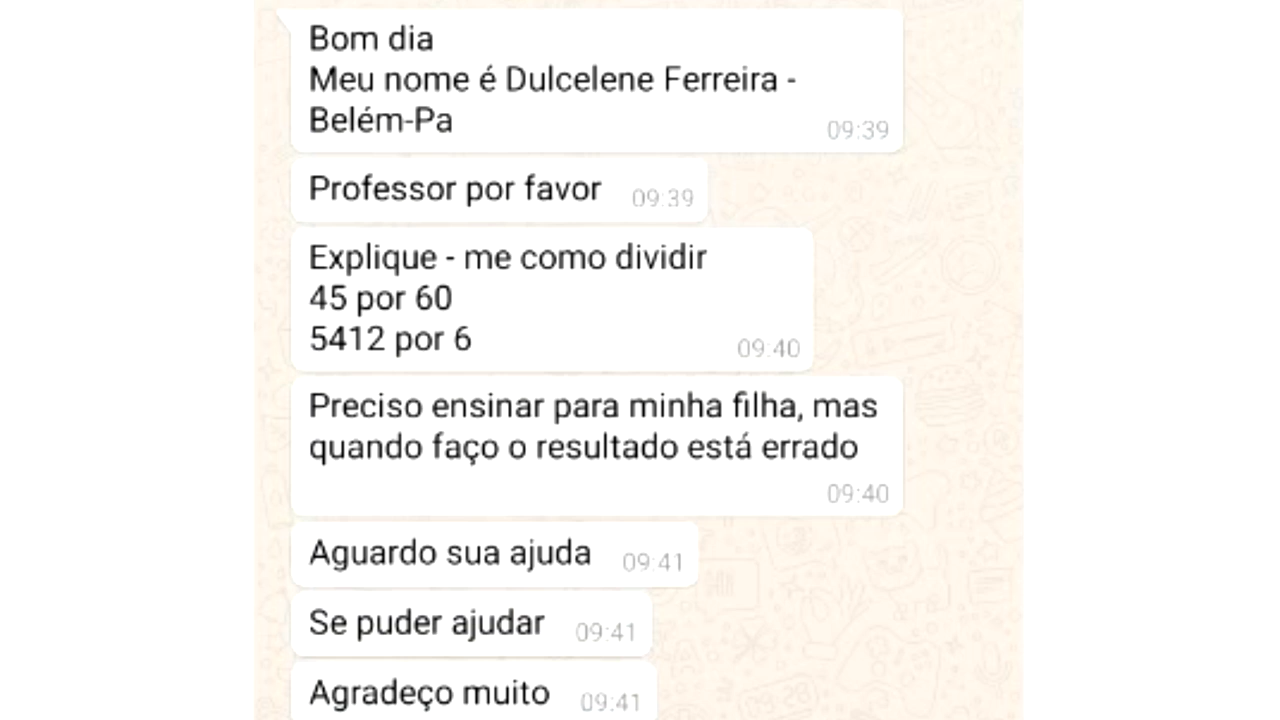 Bom dia
Meu nome é Dulcelene Ferreira -
Belém-Pa
09:39
Professor por favor 09:39
Explique - me como dividir
45 por 60
5412 por 6
09:40
Preciso ensinar para minha filha, mas
quando faço o resultado está errado
09:40
Aguardo sua ajuda 09:41
Se puder ajudar 09:41
Agradeço muito 09:41